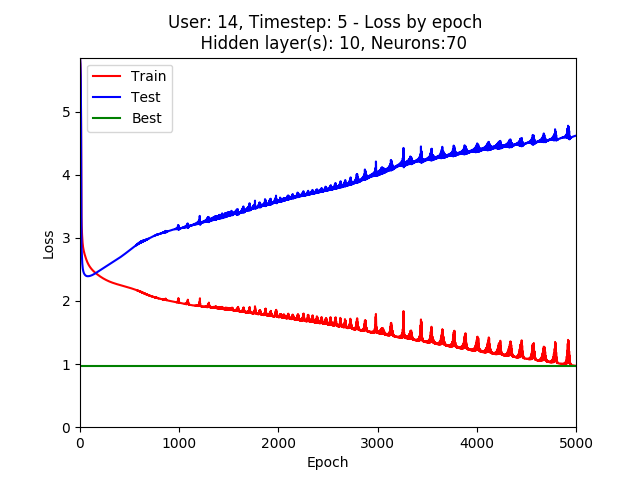 User: 14, Timestep: 5 - Loss by epoch
Hidden layer(s): 10, Neurons:70
Train
Test
Best
Loss
5
4
3
2
1
0
0 1000 2000 3000 4000 5000
Epoch